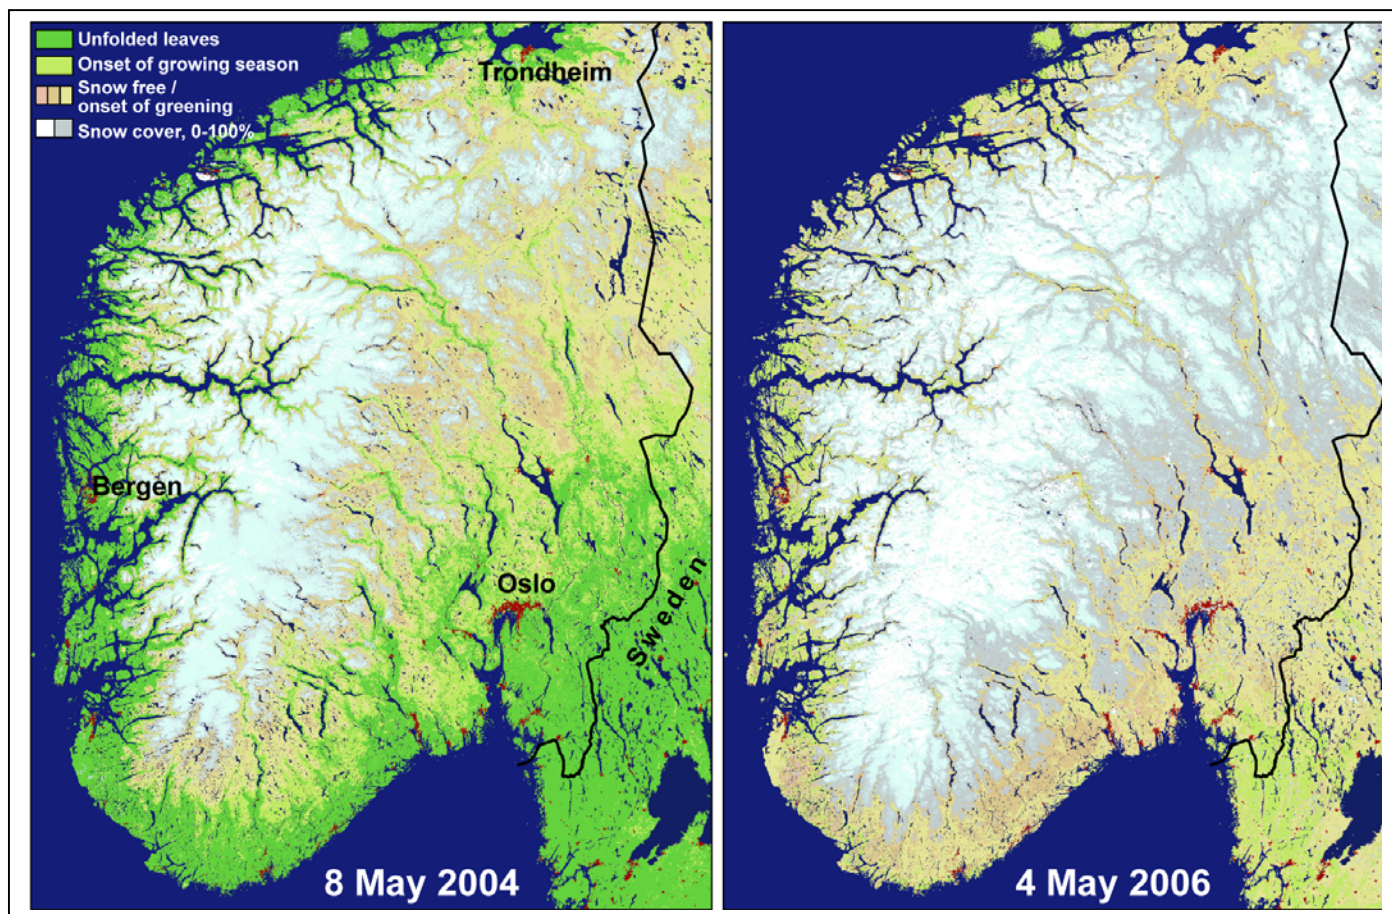 Unfolded leaves
Onset of growing season
Snow free /
onset of greening
Snow cover, 0-100%
Trondheim
Bergen
Oslo
Sweden
8 May 2004
4 May 2006